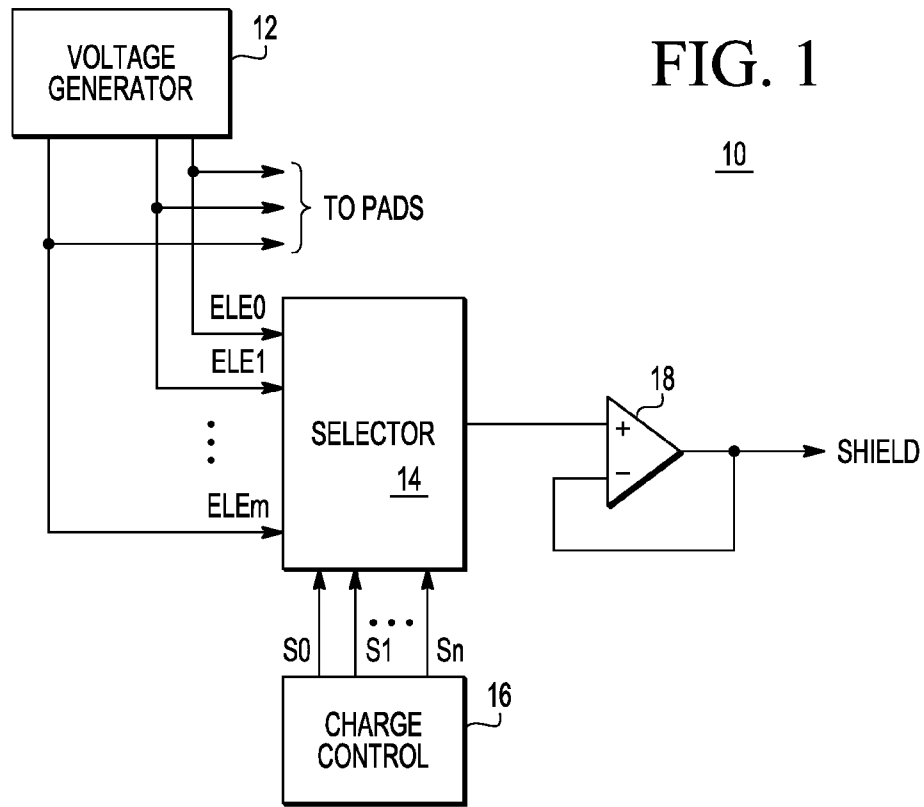 VOLTAGE
GENERATOR
12
FIG. 1
10
TO PADS
ELE0
ELE1
ELEm
SELECTOR
14
18
+
−
SHIELD
S0
S1
Sn
CHARGE
CONTROL
16